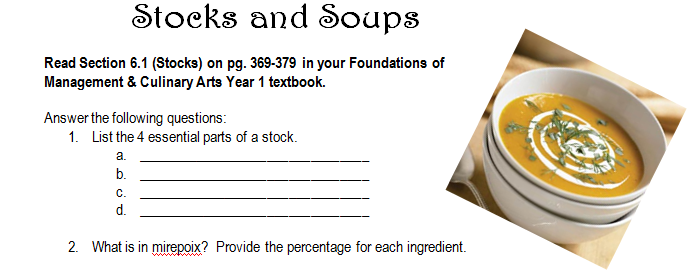 Stocks and Soups
Read Section 6.1 (Stocks) on pg. 369-379 in your Foundations of
Management & Culinary Arts Year 1 textbook.
Answer the following questions:
1. List the 4 essential parts of a stock.
a. ______________________________
b. ______________________________
c. ______________________________
d. ______________________________
2. What is in mirepoix? Provide the percentage for each ingredient.